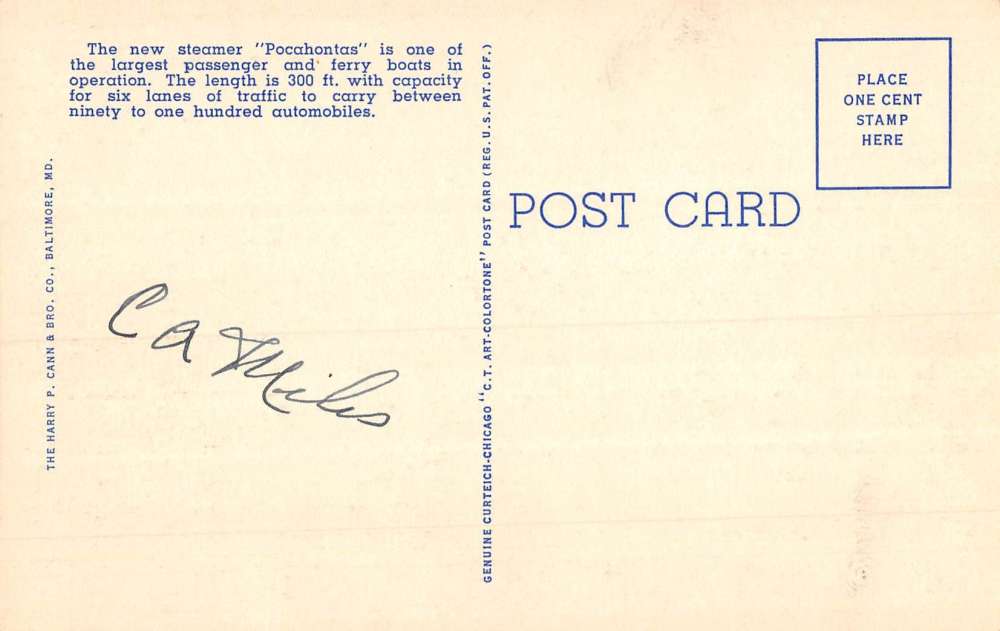 The new steamer "Pocahontas" is one of
the largest passenger and ferry boats in
operation. The length is 300 ft. with capacity
for six lanes of traffic to carry between
ninety to one hundred automobiles.
THE HARRY P. CANN & BRO. CO., BALTIMORE, MD.
C A Miles
GENUINE CURTEICH-CHICAGO "C.T. ART-COLORTONE" POST CARD (REG. U.S. PAT. OFF.)
POST CARD
PLACE
ONE CENT
STAMP
HERE